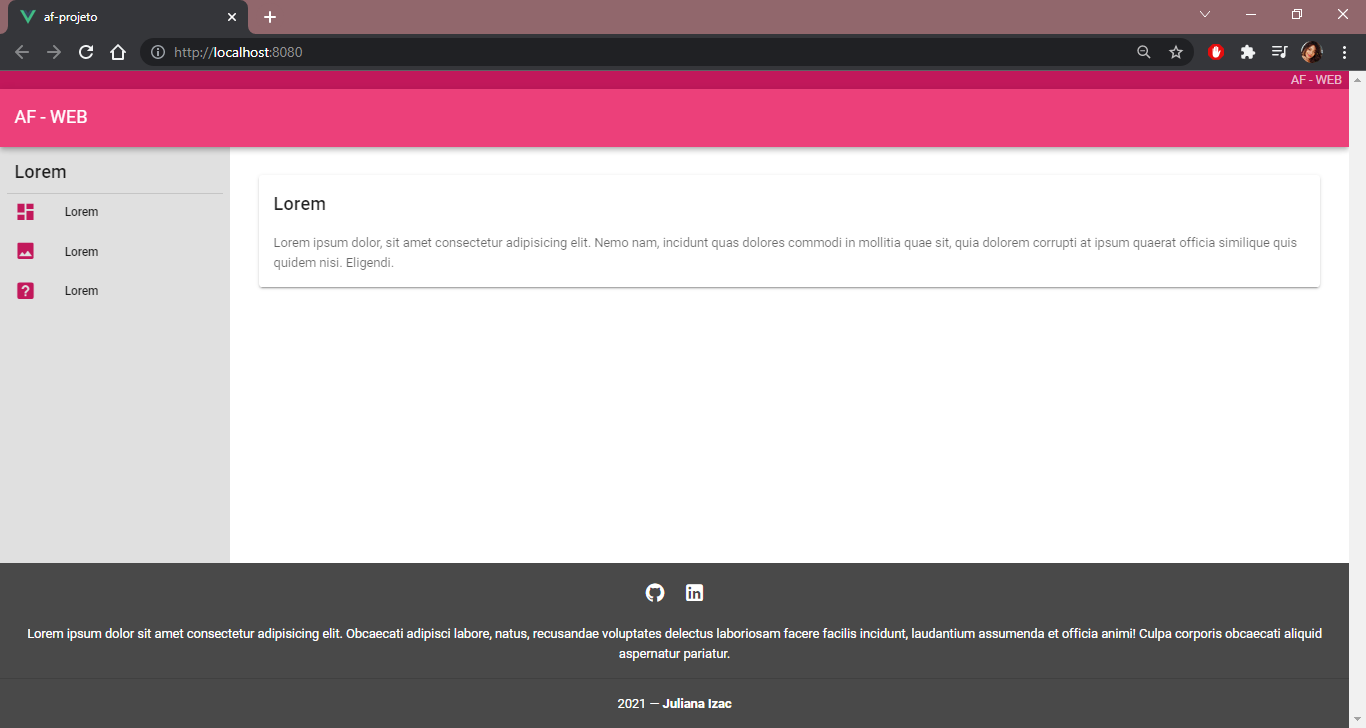 af-projeto
http://localhost:8080
AF - WEB
AF - WEB
Lorem
Lorem
Lorem
Lorem
Lorem
Lorem ipsum dolor, sit amet consectetur adipisicing elit. Nemo nam, incidunt quas dolores commodi in mollitia quae sit, quia dolorem corrupti at ipsum quaerat officia similique quis
quidem nisi. Eligendi.
Lorem ipsum dolor sit amet consectetur adipisicing elit. Obcaecati adipisci labore, natus, recusandae voluptates delectus laboriosam facere facilis incidunt, laudantium assumenda et officia animi! Culpa corporis obcaecati aliquid
aspernatur pariatur.
2021 — Juliana Izac